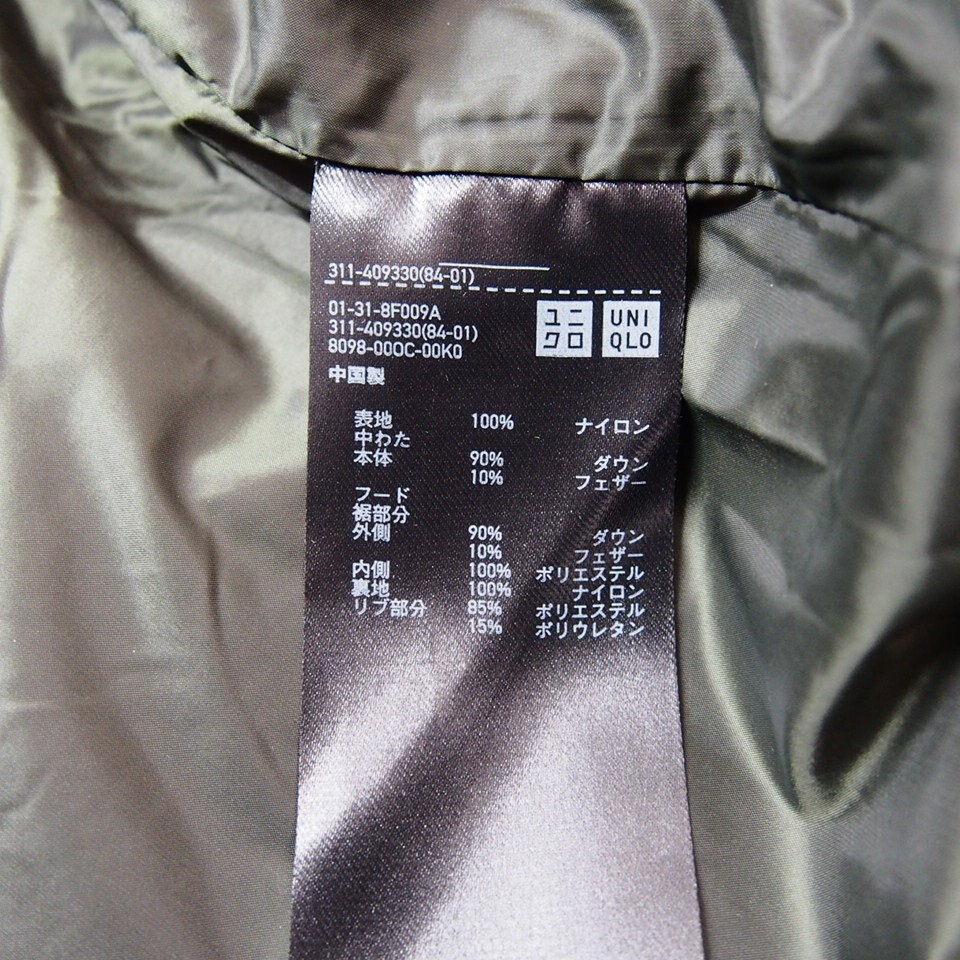 311-409330(84-01)
01-31-8F009A
311-409330(84-01)
8098-00OC-00K0
ユニ
クロ
UNI
QLO
中国製
表地 100% ナイロン
中わた
本体 90% ダウン
10% フェザー
フード
裾部分
外側 90% ダウン
10% フェザー
内側 100% ポリエステル
裏地 100% ナイロン
リブ部分 85% ポリエステル
15% ポリウレタン